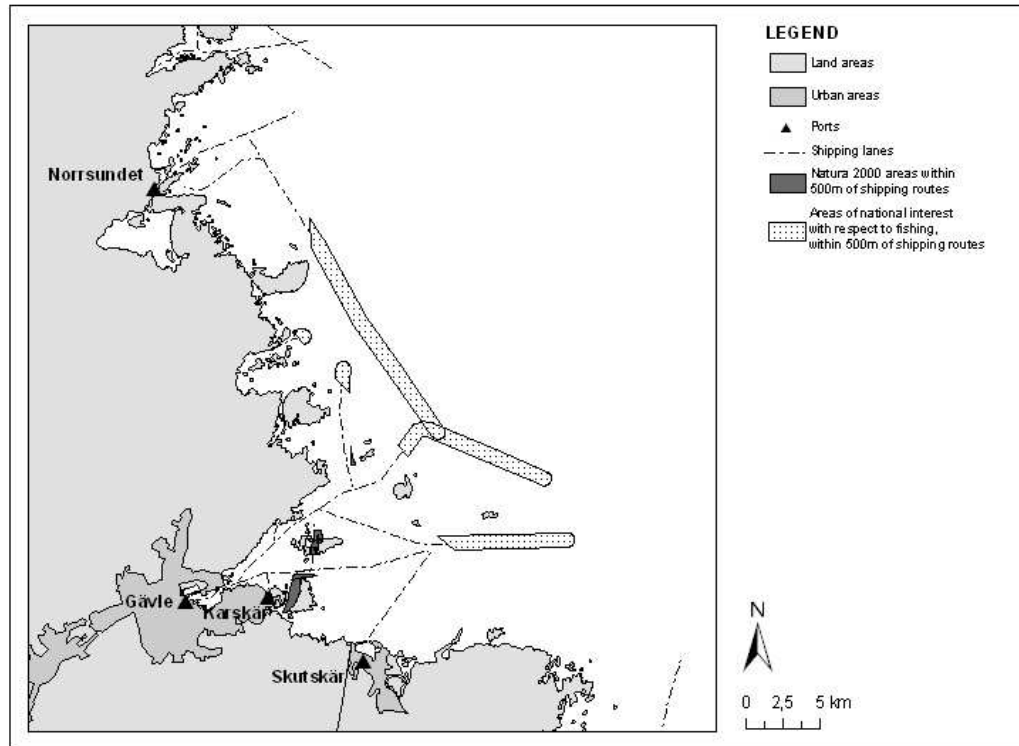 LEGEND
Land areas
Urban areas
Ports
Shipping lanes
Natura 2000 areas within
500m of shipping routes
Areas of national interest
with respect to fishing,
within 500m of shipping routes
Norrsundet
Gävle
Karskär
Skutskär
N
0 2,5 5 km